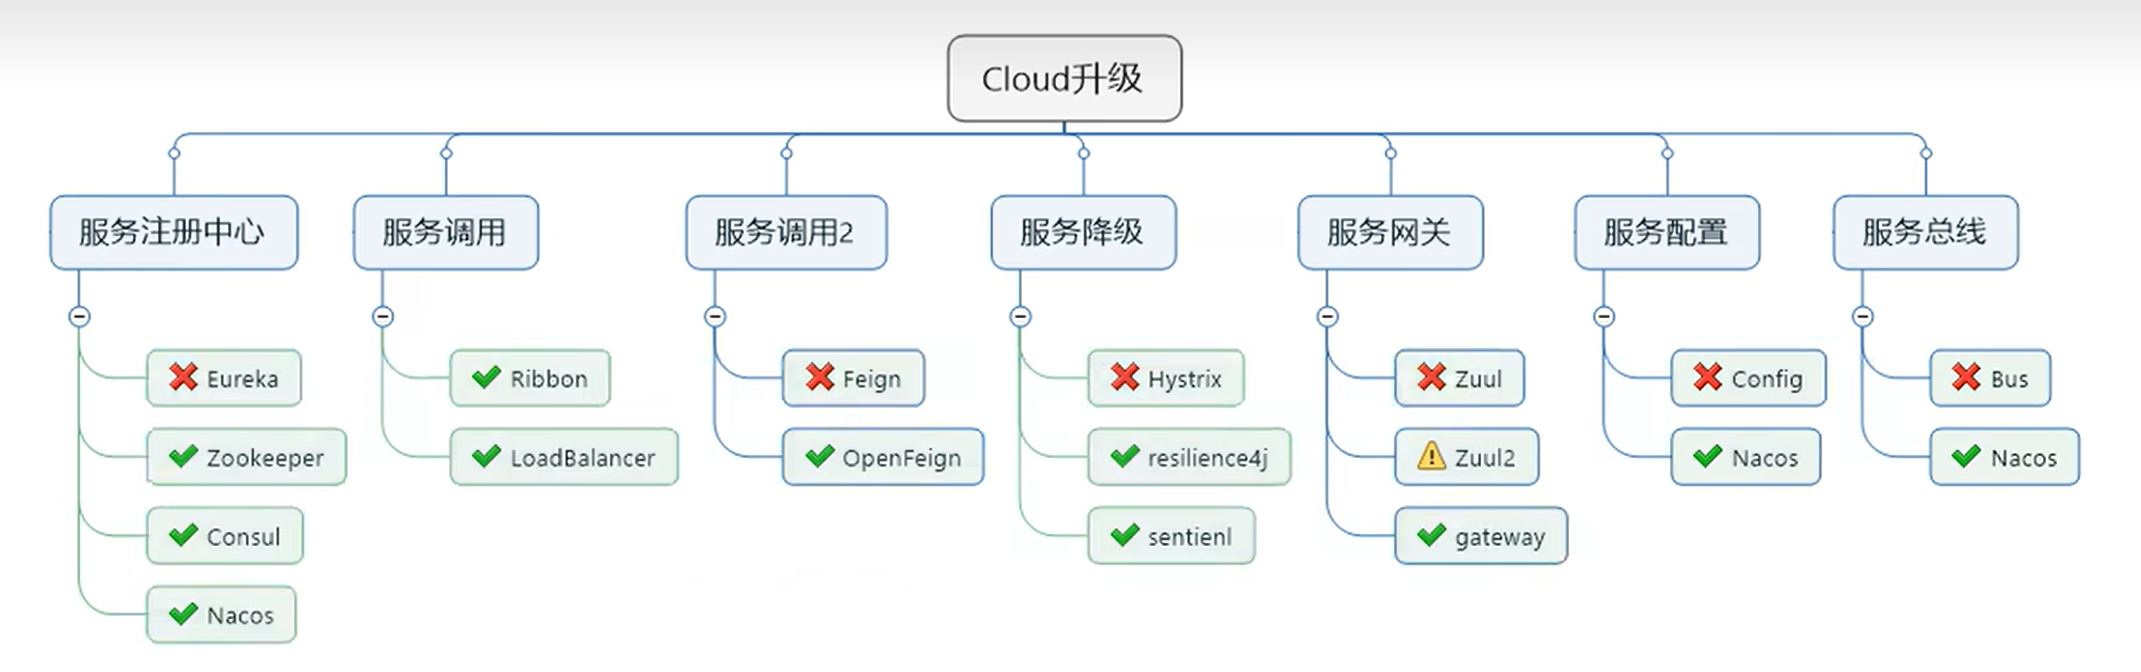 Cloud升级
服务注册中心
服务调用
服务调用2
服务降级
服务网关
服务配置
服务总线
Eureka
Zookeeper
Consul
Nacos
Ribbon
LoadBalancer
Feign
OpenFeign
Hystrix
resilience4j
sentienl
Zuul
Zuul2
gateway
Config
Nacos
Bus
Nacos